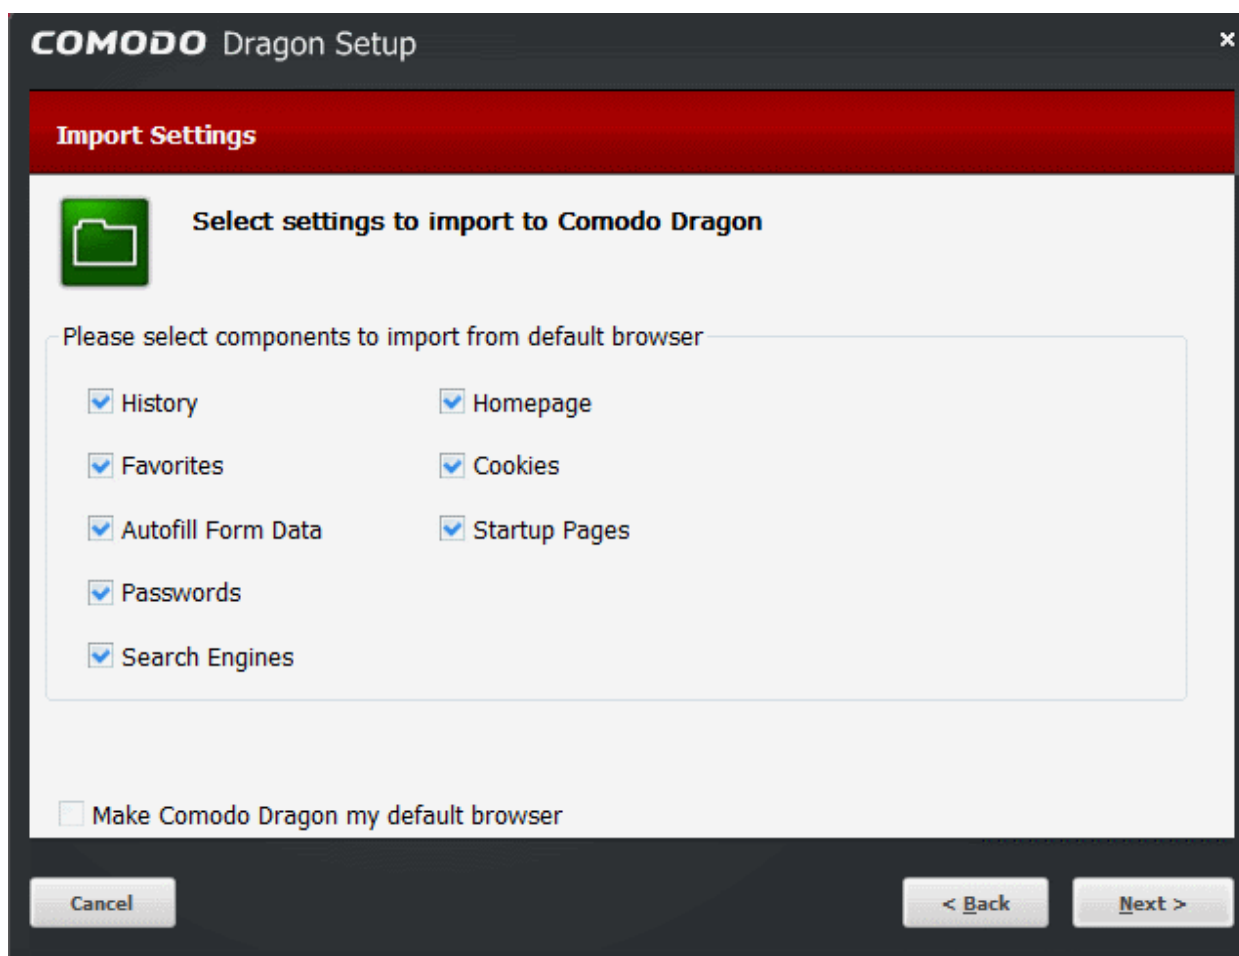 COMODO Dragon Setup
Import Settings
Select settings to import to Comodo Dragon
Please select components to import from default browser
History
Homepage
Favorites
Cookies
Autofill Form Data
Startup Pages
Passwords
Search Engines
Make Comodo Dragon my default browser
Cancel
< Back
Next >